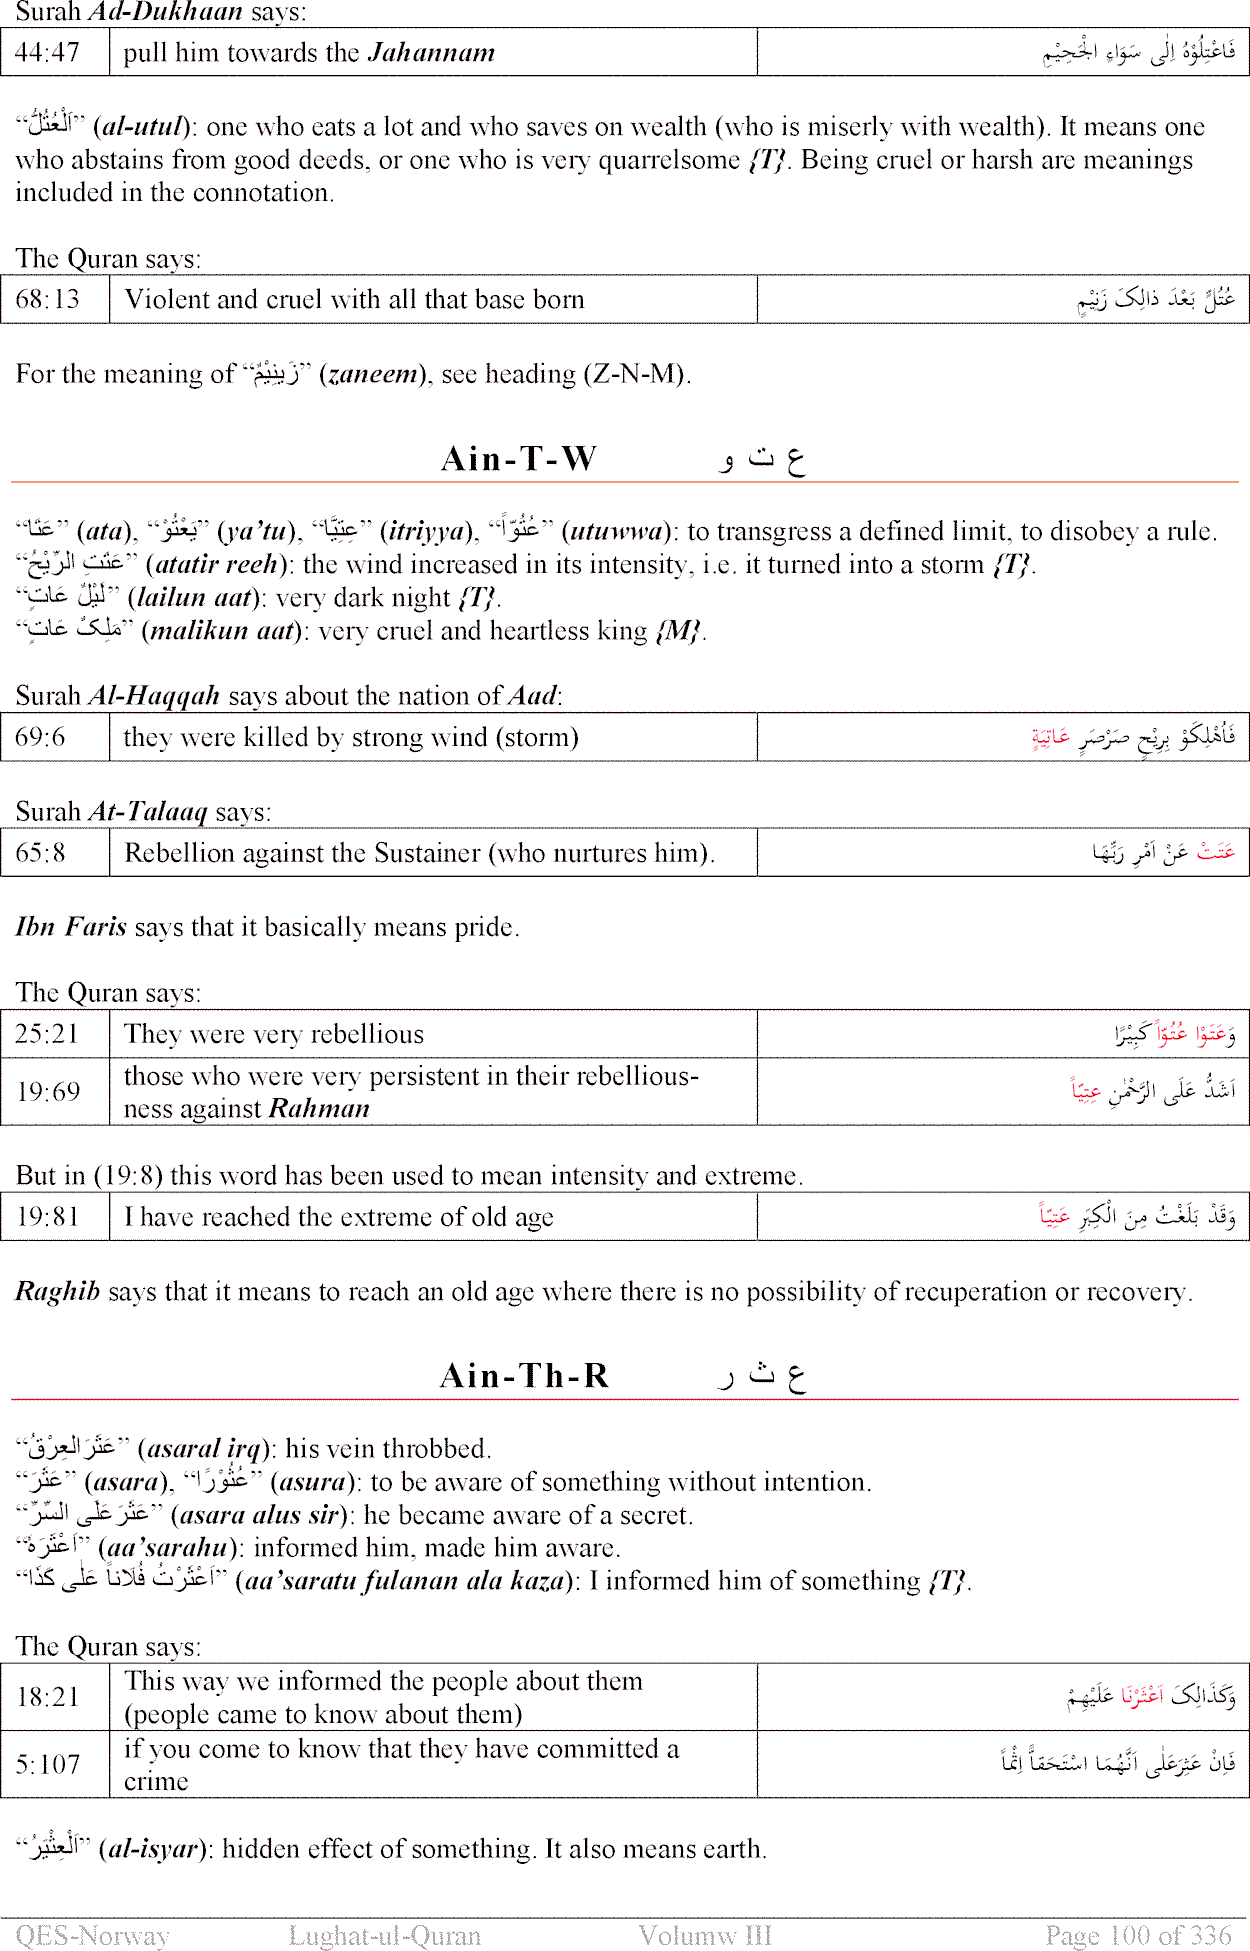 Surah Ad-Dukhaan says:
44:47 pull him towards the Jahannam فَاعْتِلُوْهُ اِلٰى سَوَاءِ الْجَحِيْمِ
“اَلْعُتُلُّ” (al-utul): one who eats a lot and who saves on wealth (who is miserly with wealth). It means one
who abstains from good deeds, or one who is very quarrelsome {T}. Being cruel or harsh are meanings
included in the connotation.
The Quran says:
68:13 Violent and cruel with all that base born عُتُلٍّ بَعْدَ ذالِکَ زَنِيْمٍ
For the meaning of “زَينِيْمٌ” (zaneem), see heading (Z-N-M).
Ain-T-W ع ت و
“عَتَا” (ata), “يَعْتُوْ” (ya’tu), “عِتِيَّا” (itriyya), “عُتُوّاً” (utuwwa): to transgress a defined limit, to disobey a rule.
“عَتَتِ الرِّيْحُ” (atatir reeh): the wind increased in its intensity, i.e. it turned into a storm {T}.
“لَيْلٌ عَاتٍ” (lailun aat): very dark night {T}.
“مَلِکٌ عَاتٍ” (malikun aat): very cruel and heartless king {M}.
Surah Al-Haqqah says about the nation of Aad:
69:6 they were killed by strong wind (storm) فَاُهْلِكَوْ بِرِيْحٍ صَرْصَرٍ عَاتِيَةٍ
Surah At-Talaaq says:
65:8 Rebellion against the Sustainer (who nurtures him). عَتَتْ عَنْ اَمْرِ رَبِّهَا
Ibn Faris says that it basically means pride.
The Quran says:
25:21 They were very rebellious وَعَتَوْا عُتُوّاً كَبِيْرًا
19:69 those who were very persistent in their rebellious-
ness against Rahman اَشَدُّ عَلَى الرَّحْمٰنِ عِتِيّاً
But in (19:8) this word has been used to mean intensity and extreme.
19:81 I have reached the extreme of old age وَقَدْ بَلَغْتُ مِنَ الْكِبَرِ عَتِيّاً
Raghib says that it means to reach an old age where there is no possibility of recuperation or recovery.
Ain-Th-R ع ث ر
“عَثَرَ العِرْقُ” (asaral irq): his vein throbbed.
“عَثَرَ” (asara), “عُثُوْرًا” (asura): to be aware of something without intention.
“عَثَرَ عَلَى السِّرِّ” (asara alus sir): he became aware of a secret.
“اَعْثَرَهُ” (aa’sarahu): informed him, made him aware.
“اَعْثَرْتُ فُلَاناً عَلٰى كَذَا” (aa’saratu fulanan ala kaza): I informed him of something {T}.
The Quran says:
18:21 This way we informed the people about them
(people came to know about them) وَكَذَالِکَ اَعْثَرْنَا عَلَيْهِمْ
5:107 if you come to know that they have committed a
crime فَاِنْ عَثِرَعَلٰى اَنَّهُمَا اسْتَحَقاًّ اِثْماً
“اَلْعِثْيَرُ” (al-isyar): hidden effect of something. It also means earth.
QES-Norway Lughat-ul-Quran Volumw III Page 100 of 336